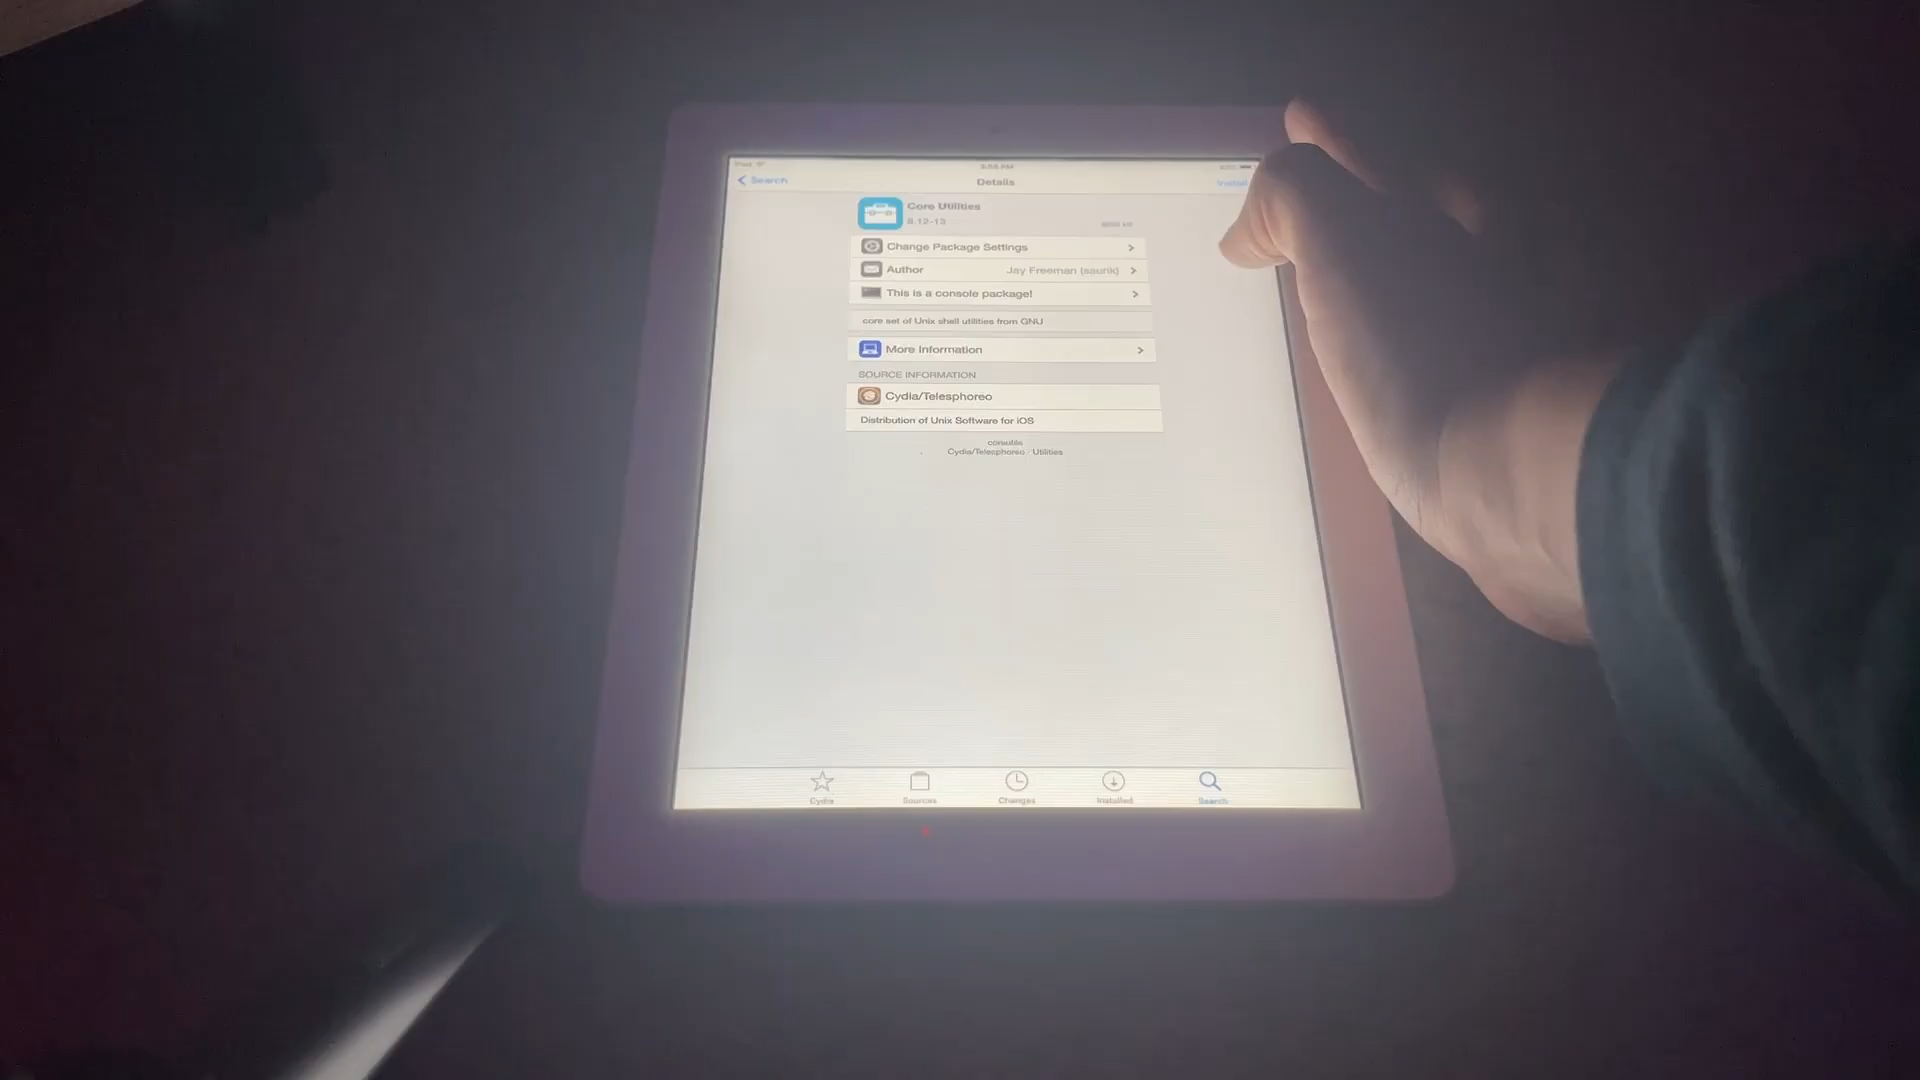 Search
Details
Core Utilities
8.12-13
Change Package Settings
Author Jay Freeman (saurik)
This is a console package!
core set of Unix shell utilities from GNU
More Information
SOURCE INFORMATION
Cydia/Telesphoreo
Distribution of Unix Software for iOS
coreutils
Cydia/Telesphoreo · Utilities
Cydia
Sources
Changes
Installed
Search